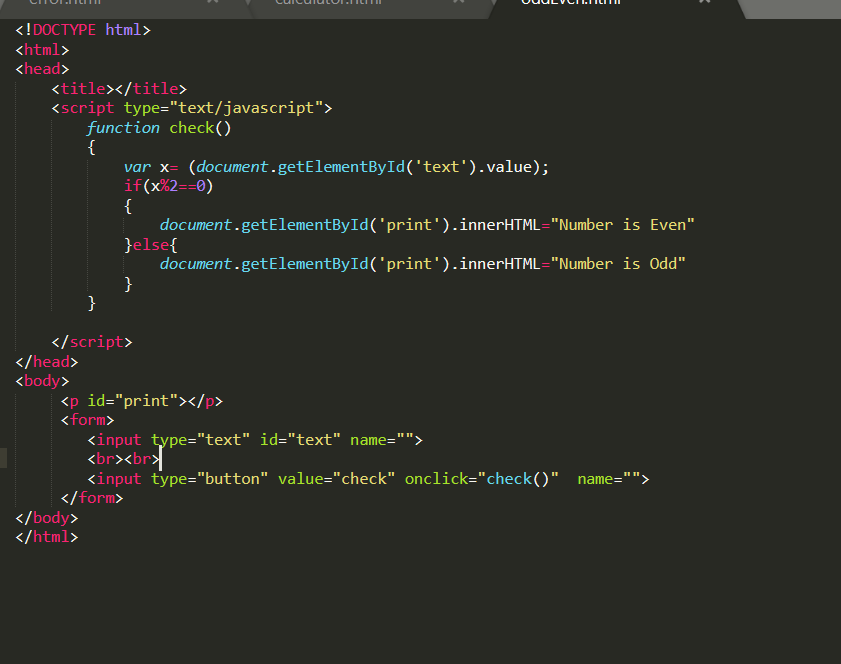 error.html calculator.html oddEven.html
<!DOCTYPE html>
<html>
<head>
    <title></title>
    <script type="text/javascript">
        function check()
        {
            var x= (document.getElementById('text').value);
            if(x%2==0)
            {
                document.getElementById('print').innerHTML="Number is Even"
            }else{
                document.getElementById('print').innerHTML="Number is Odd"
            }
        }

    </script>
</head>
<body>
     <p id="print"></p>
     <form>
        <input type="text" id="text" name="">
        <br><br>
        <input type="button" value="check" onclick="check()"  name="">
     </form>
</body>
</html>